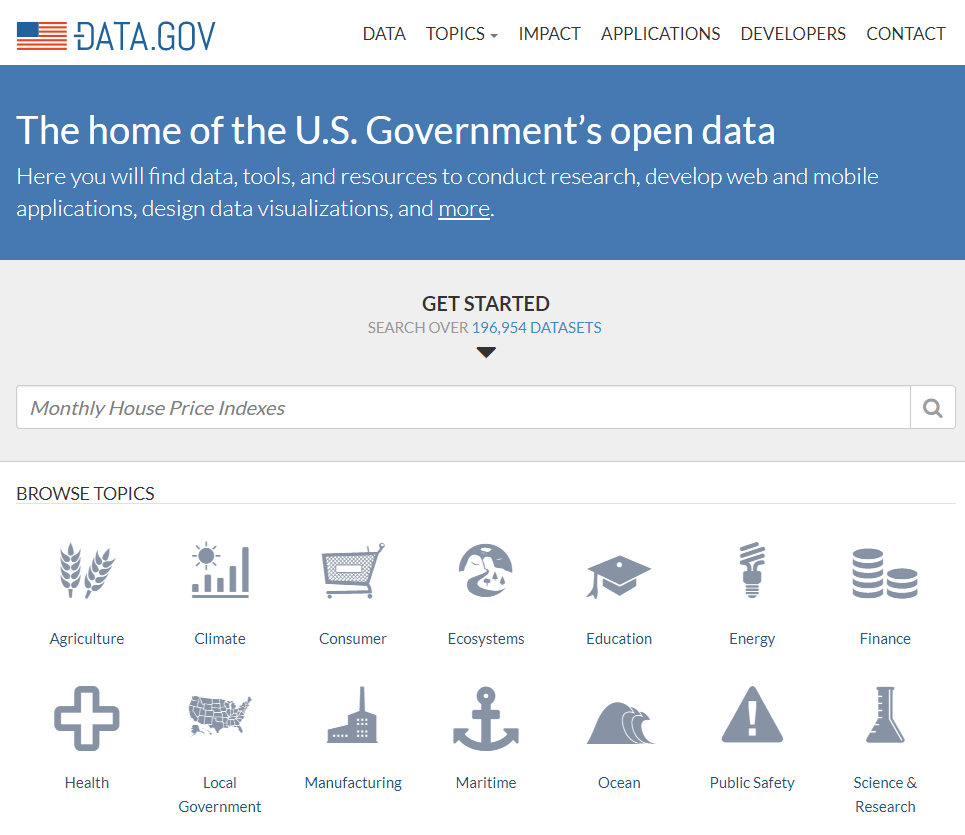 DATA.GOV
DATA TOPICS IMPACT APPLICATIONS DEVELOPERS CONTACT
The home of the U.S. Government’s open data
Here you will find data, tools, and resources to conduct research, develop web and mobile
applications, design data visualizations, and more.
GET STARTED
SEARCH OVER 196,954 DATASETS
Monthly House Price Indexes
BROWSE TOPICS
Agriculture Climate Consumer Ecosystems Education Energy Finance
Health Local Manufacturing Maritime Ocean Public Safety Science &
Government Research